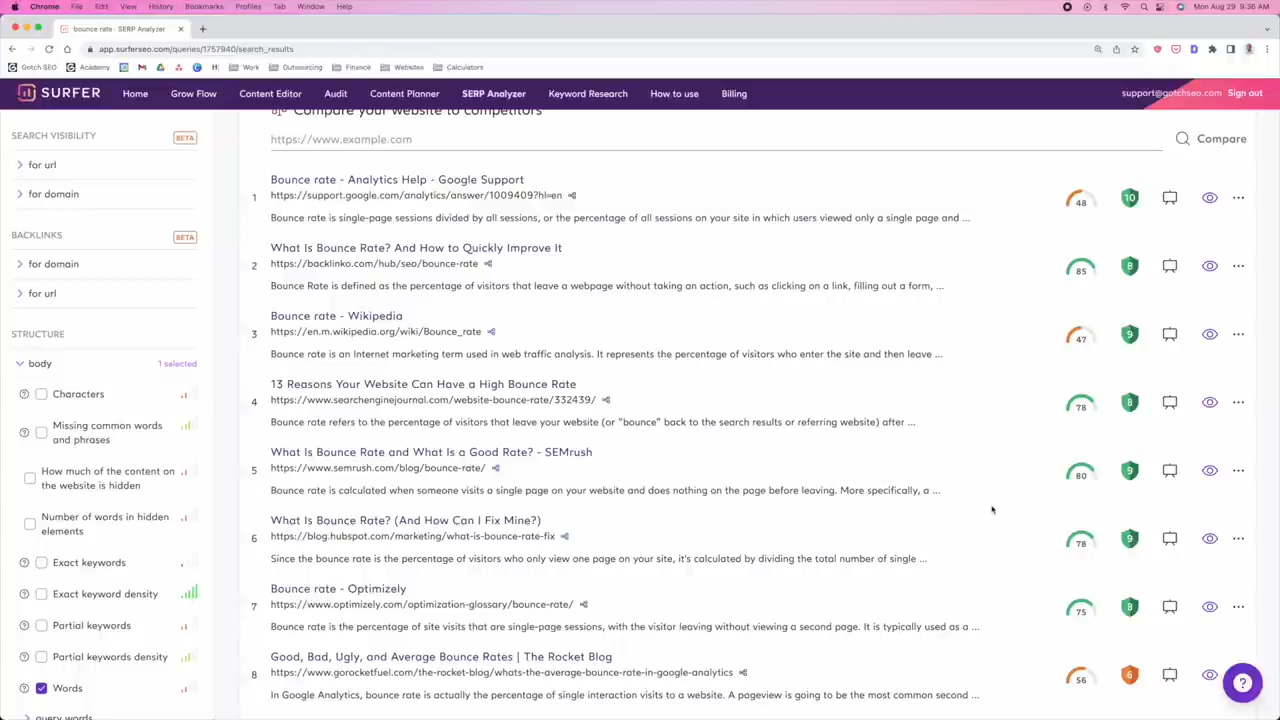 Chrome File Edit View History Bookmarks Profiles Tab Window Help Mon Aug 29 9:36 AM
bounce rate - SERP Analyzer
app.surferseo.com/queries/1757940/search_results
Gotch SEO Academy H! Work Outsourcing Finance Websites Calculators
SURFER Home Grow Flow Content Editor Audit Content Planner SERP Analyzer Keyword Research How to use Billing support@gotchseo.com Sign out
Compare your website to competitors
https://www.example.com Compare
SEARCH VISIBILITY BETA
for url
for domain
BACKLINKS BETA
for domain
for url
STRUCTURE
body 1 selected
Characters
Missing common words
and phrases
How much of the content on
the website is hidden
Number of words in hidden
elements
Exact keywords
Exact keyword density
Partial keywords
Partial keywords density
Words
query words
Bounce rate - Analytics Help - Google Support
1 https://support.google.com/analytics/answer/1009409?hl=en 48 10
Bounce rate is single-page sessions divided by all sessions, or the percentage of all sessions on your site in which users viewed only a single page and ...
What Is Bounce Rate? And How to Quickly Improve It
2 https://backlinko.com/hub/seo/bounce-rate 85 8
Bounce Rate is defined as the percentage of visitors that leave a webpage without taking an action, such as clicking on a link, filling out a form, ...
Bounce rate - Wikipedia
3 https://en.m.wikipedia.org/wiki/Bounce_rate 47 9
Bounce rate is an Internet marketing term used in web traffic analysis. It represents the percentage of visitors who enter the site and then leave ...
13 Reasons Your Website Can Have a High Bounce Rate
4 https://www.searchenginejournal.com/website-bounce-rate/332439/ 78 8
Bounce rate refers to the percentage of visitors that leave your website (or "bounce" back to the search results or referring website) after ...
What Is Bounce Rate and What Is a Good Rate? - SEMrush
5 https://www.semrush.com/blog/bounce-rate/ 80 9
Bounce rate is calculated when someone visits a single page on your website and does nothing on the page before leaving. More specifically, a ...
What Is Bounce Rate? (And How Can I Fix Mine?)
6 https://blog.hubspot.com/marketing/what-is-bounce-rate-fix 78 9
Since the bounce rate is the percentage of visitors who only view one page on your site, it's calculated by dividing the total number of single ...
Bounce rate - Optimizely
7 https://www.optimizely.com/optimization-glossary/bounce-rate/ 75 8
Bounce rate is the percentage of site visits that are single-page sessions, with the visitor leaving without viewing a second page. It is typically used as a ...
Good, Bad, Ugly, and Average Bounce Rates | The Rocket Blog
8 https://www.gorocketfuel.com/the-rocket-blog/whats-the-average-bounce-rate-in-google-analytics 56 6
In Google Analytics, bounce rate is actually the percentage of single interaction visits to a website. A pageview is going to be the most common second ...